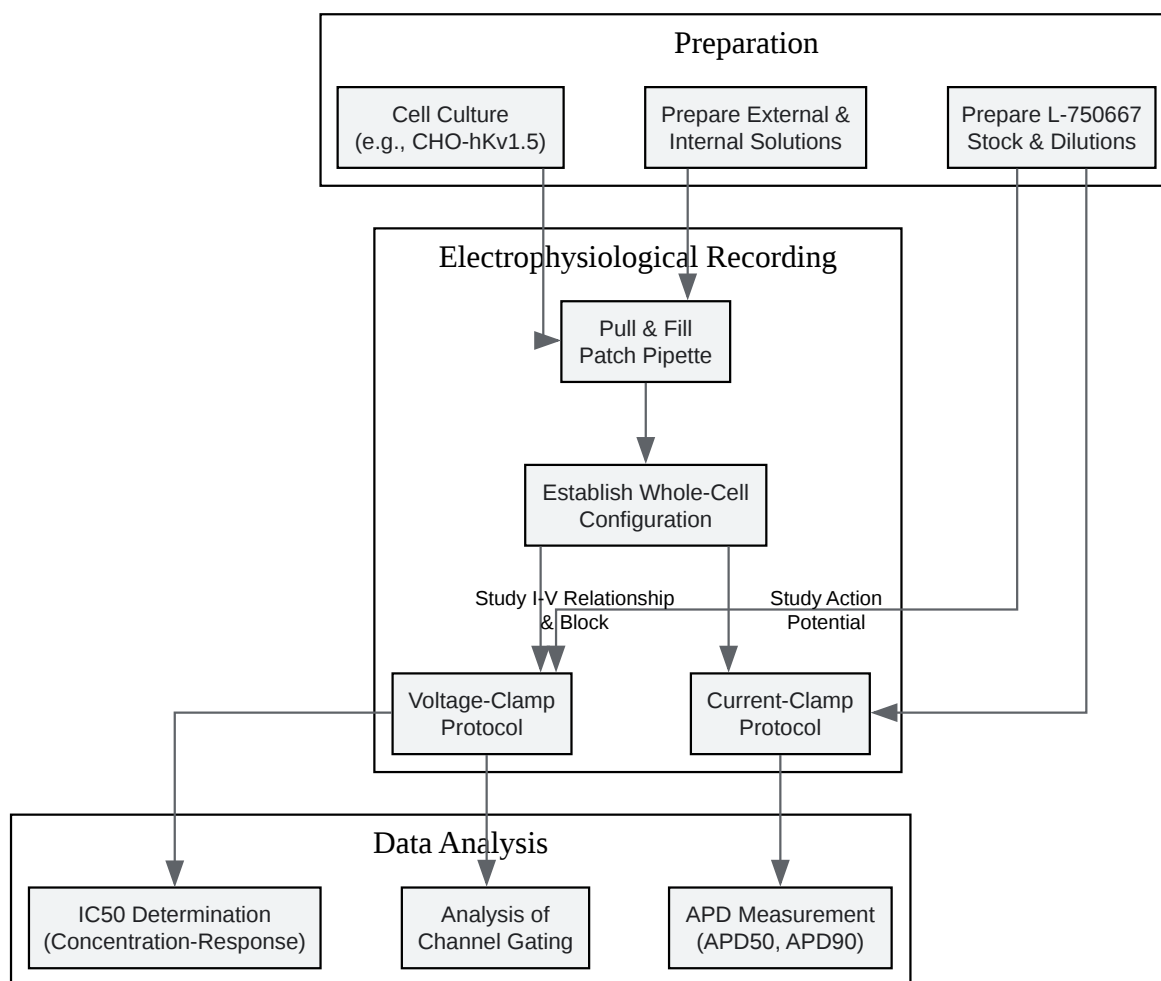 Preparation
Cell Culture
(e.g., CHO-hKv1.5)
Prepare External &
Internal Solutions
Prepare L-750667
Stock & Dilutions
Electrophysiological Recording
Pull & Fill
Patch Pipette
Establish Whole-Cell
Configuration
Study I-V Relationship
& Block
Study Action
Potential
Voltage-Clamp
Protocol
Current-Clamp
Protocol
Data Analysis
IC50 Determination
(Concentration-Response)
Analysis of
Channel Gating
APD Measurement
(APD50, APD90)